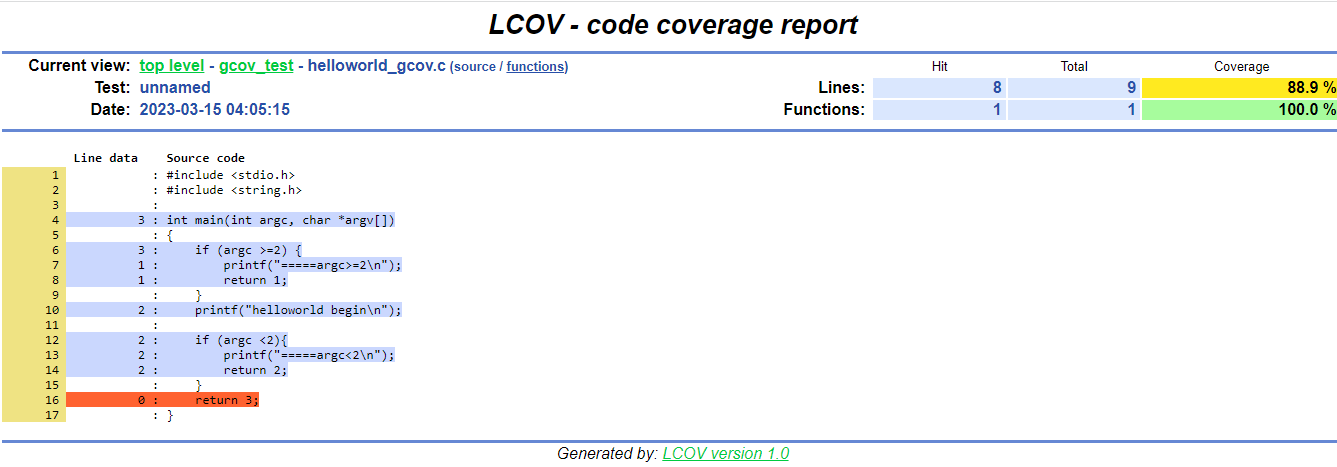 LCOV - code coverage report
Current view: top level - gcov_test - helloworld_gcov.c (source / functions) Hit Total Coverage
Test: unnamed Lines: 8 9 88.9 %
Date: 2023-03-15 04:05:15 Functions: 1 1 100.0 %
Line data Source code
1 : #include <stdio.h>
2 : #include <string.h>
3 :
4 3 : int main(int argc, char *argv[])
5 : {
6 3 : if (argc >=2) {
7 1 : printf("=====argc>=2\n");
8 1 : return 1;
9 : }
10 2 : printf("helloworld begin\n");
11 :
12 2 : if (argc <2){
13 2 : printf("=====argc<2\n");
14 2 : return 2;
15 : }
16 0 : return 3;
17 : }
Generated by: LCOV version 1.0